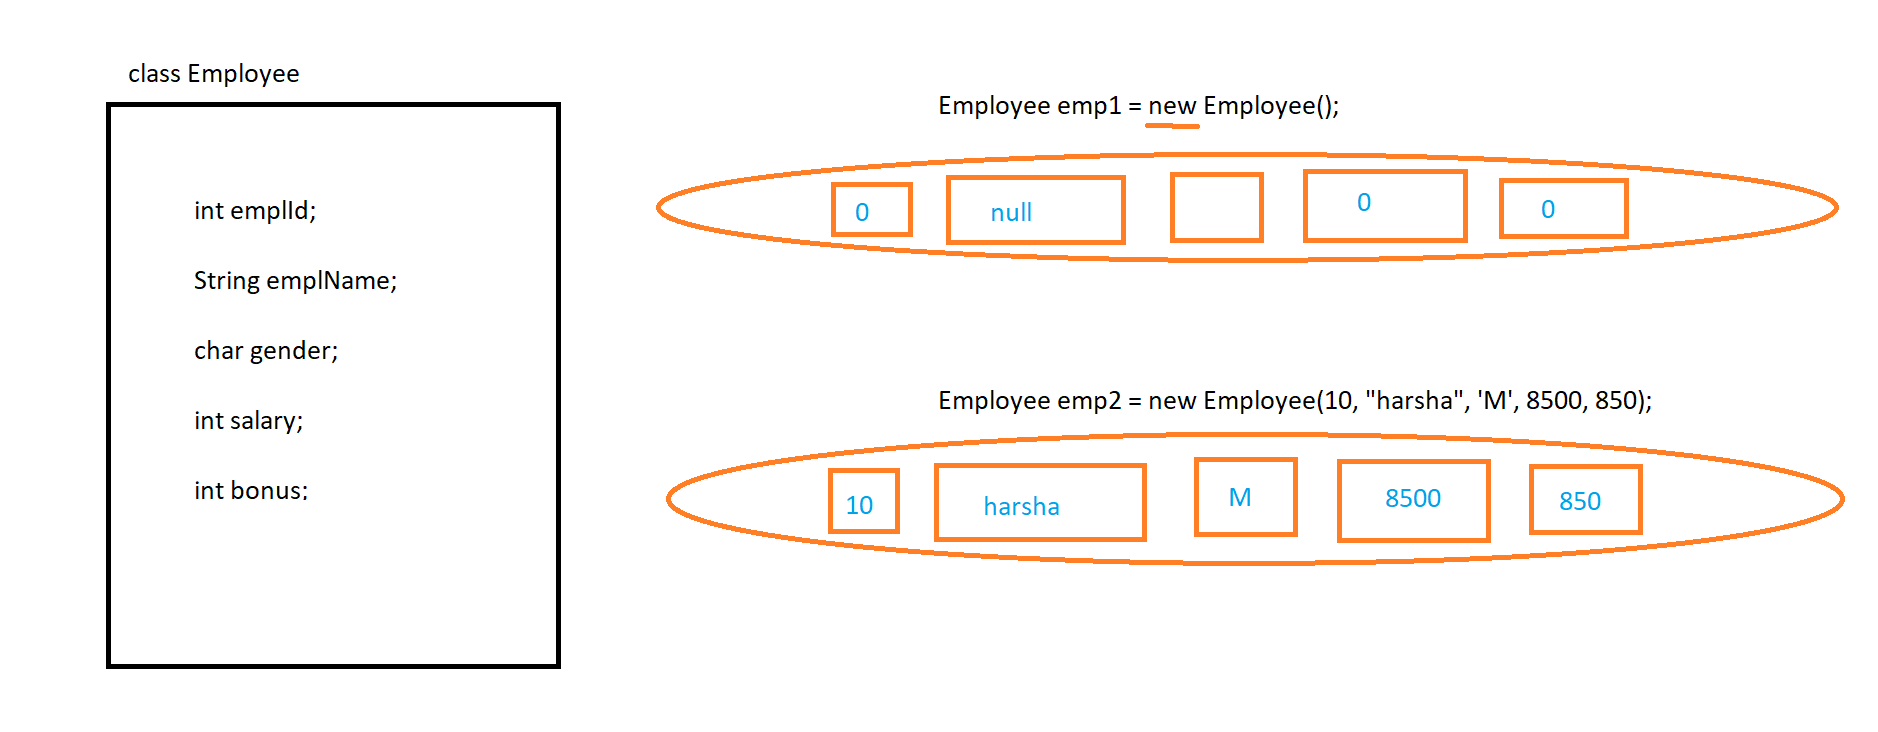 class Employee
int emplId;
String emplName;
char gender;
int salary;
int bonus;
Employee emp1 = new Employee();
0 null 0 0
Employee emp2 = new Employee(10, "harsha", 'M', 8500, 850);
10 harsha M 8500 850